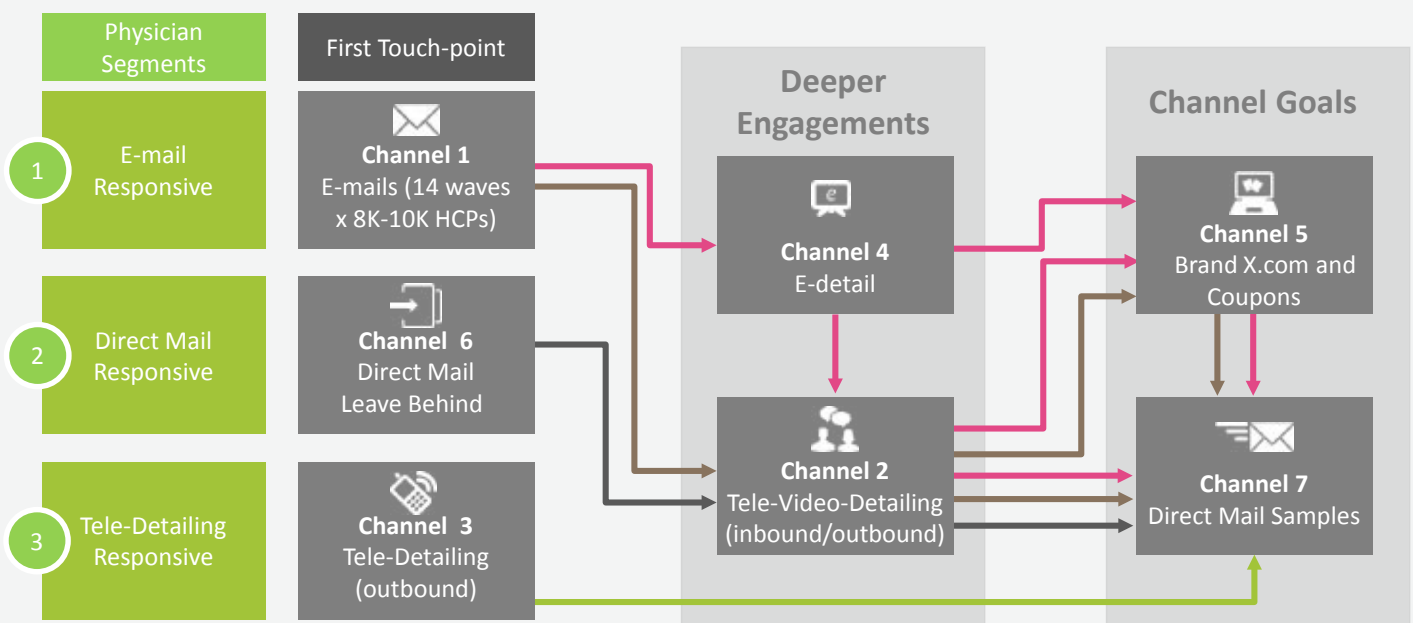 Physician
Segments
First Touch-point
Deeper
Engagements
Channel Goals
1
E-mail
Responsive
Channel 1
E-mails (14 waves
x 8K-10K HCPs)
e
Channel 4
E-detail
Channel 5
Brand X.com and
Coupons
2
Direct Mail
Responsive
Channel 6
Direct Mail
Leave Behind
3
Tele-Detailing
Responsive
Channel 3
Tele-Detailing
(outbound)
Channel 2
Tele-Video-Detailing
(inbound/outbound)
Channel 7
Direct Mail Samples